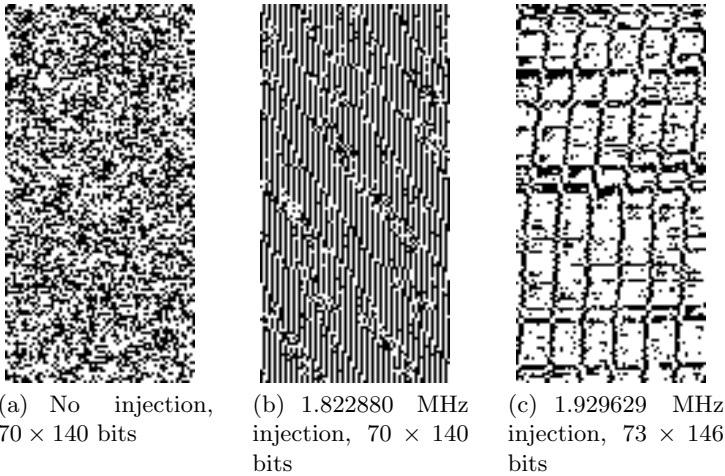 (a) No injection,
70 × 140 bits
(b) 1.822880 MHz
injection, 70 × 140
bits
(c) 1.929629 MHz
injection, 73 × 146
bits